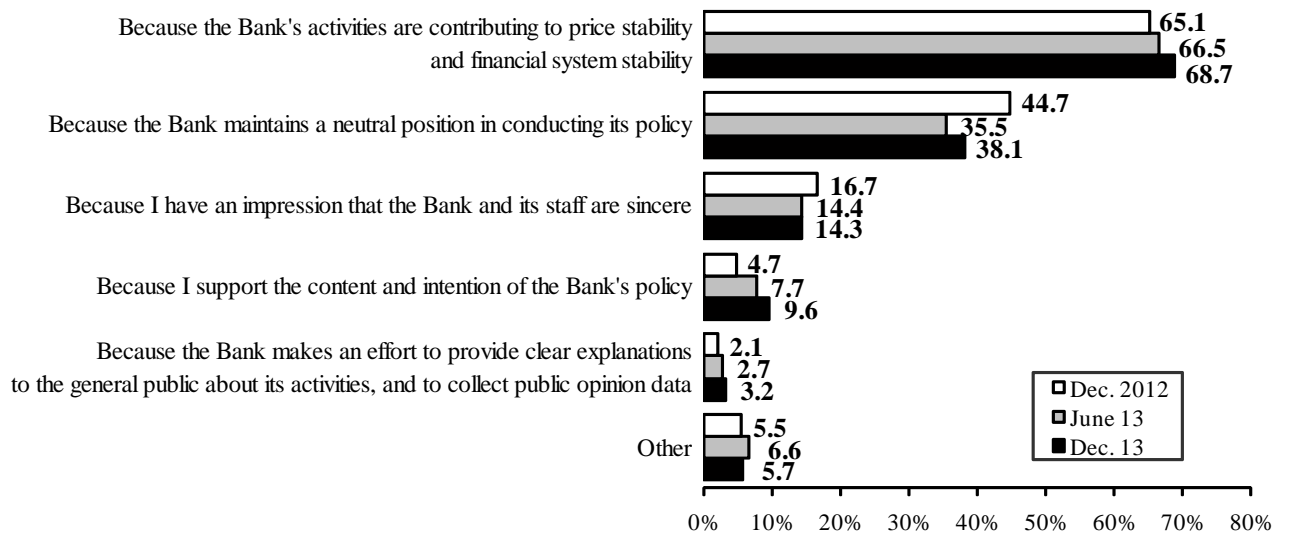 Because the Bank's activities are contributing to price stability
and financial system stability
65.1
66.5
68.7
Because the Bank maintains a neutral position in conducting its policy
44.7
35.5
38.1
Because I have an impression that the Bank and its staff are sincere
16.7
14.4
14.3
Because I support the content and intention of the Bank's policy
4.7
7.7
9.6
Because the Bank makes an effort to provide clear explanations
to the general public about its activities, and to collect public opinion data
2.1
2.7
3.2
Other
5.5
6.6
5.7
Dec. 2012
June 13
Dec. 13
0% 10% 20% 30% 40% 50% 60% 70% 80%